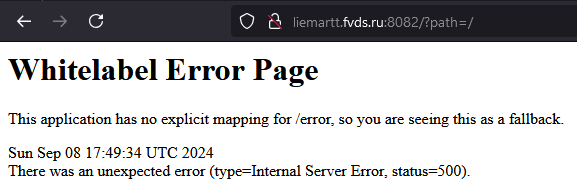 liemartt.fvds.ru:8082/?path=/
Whitelabel Error Page
This application has no explicit mapping for /error, so you are seeing this as a fallback.
Sun Sep 08 17:49:34 UTC 2024
There was an unexpected error (type=Internal Server Error, status=500).